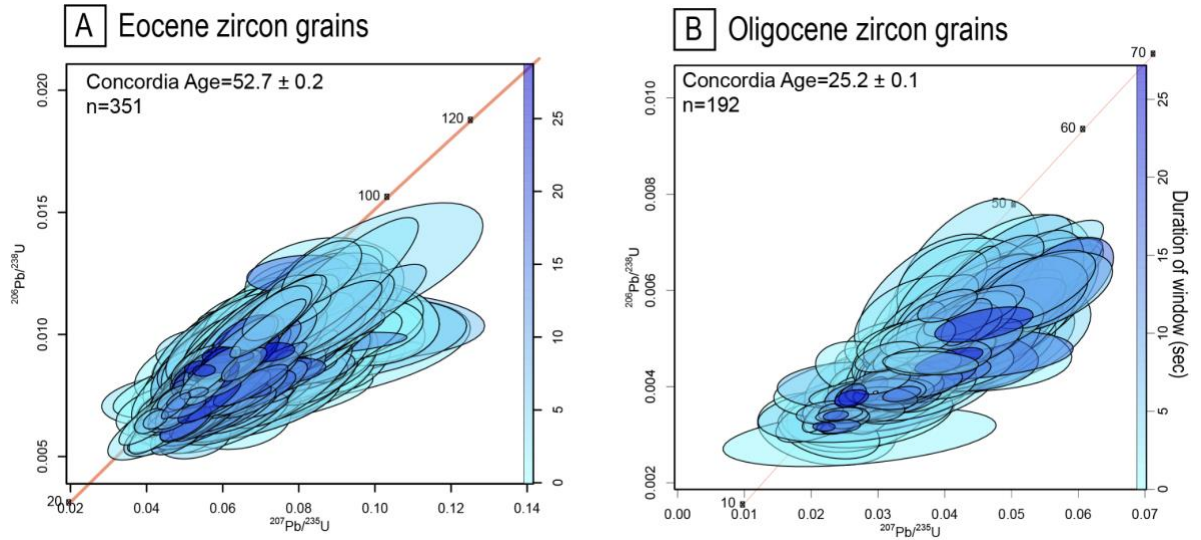 A Eocene zircon grains
Concordia Age=52.7 ± 0.2
n=351
120
100
20
0.020
0.015
0.010
0.005
²⁰⁶Pb/²³⁸U
0.02 0.04 0.06 0.08 0.10 0.12 0.14
²⁰⁷Pb/²³⁵U
25
20
15
10
5
0
B Oligocene zircon grains
Concordia Age=25.2 ± 0.1
n=192
70
60
50
10
0.010
0.008
0.006
0.004
0.002
²⁰⁶Pb/²³⁸U
0.00 0.01 0.02 0.03 0.04 0.05 0.06 0.07
²⁰⁷Pb/²³⁵U
25
20
15
10
5
0
Duration of window (sec)